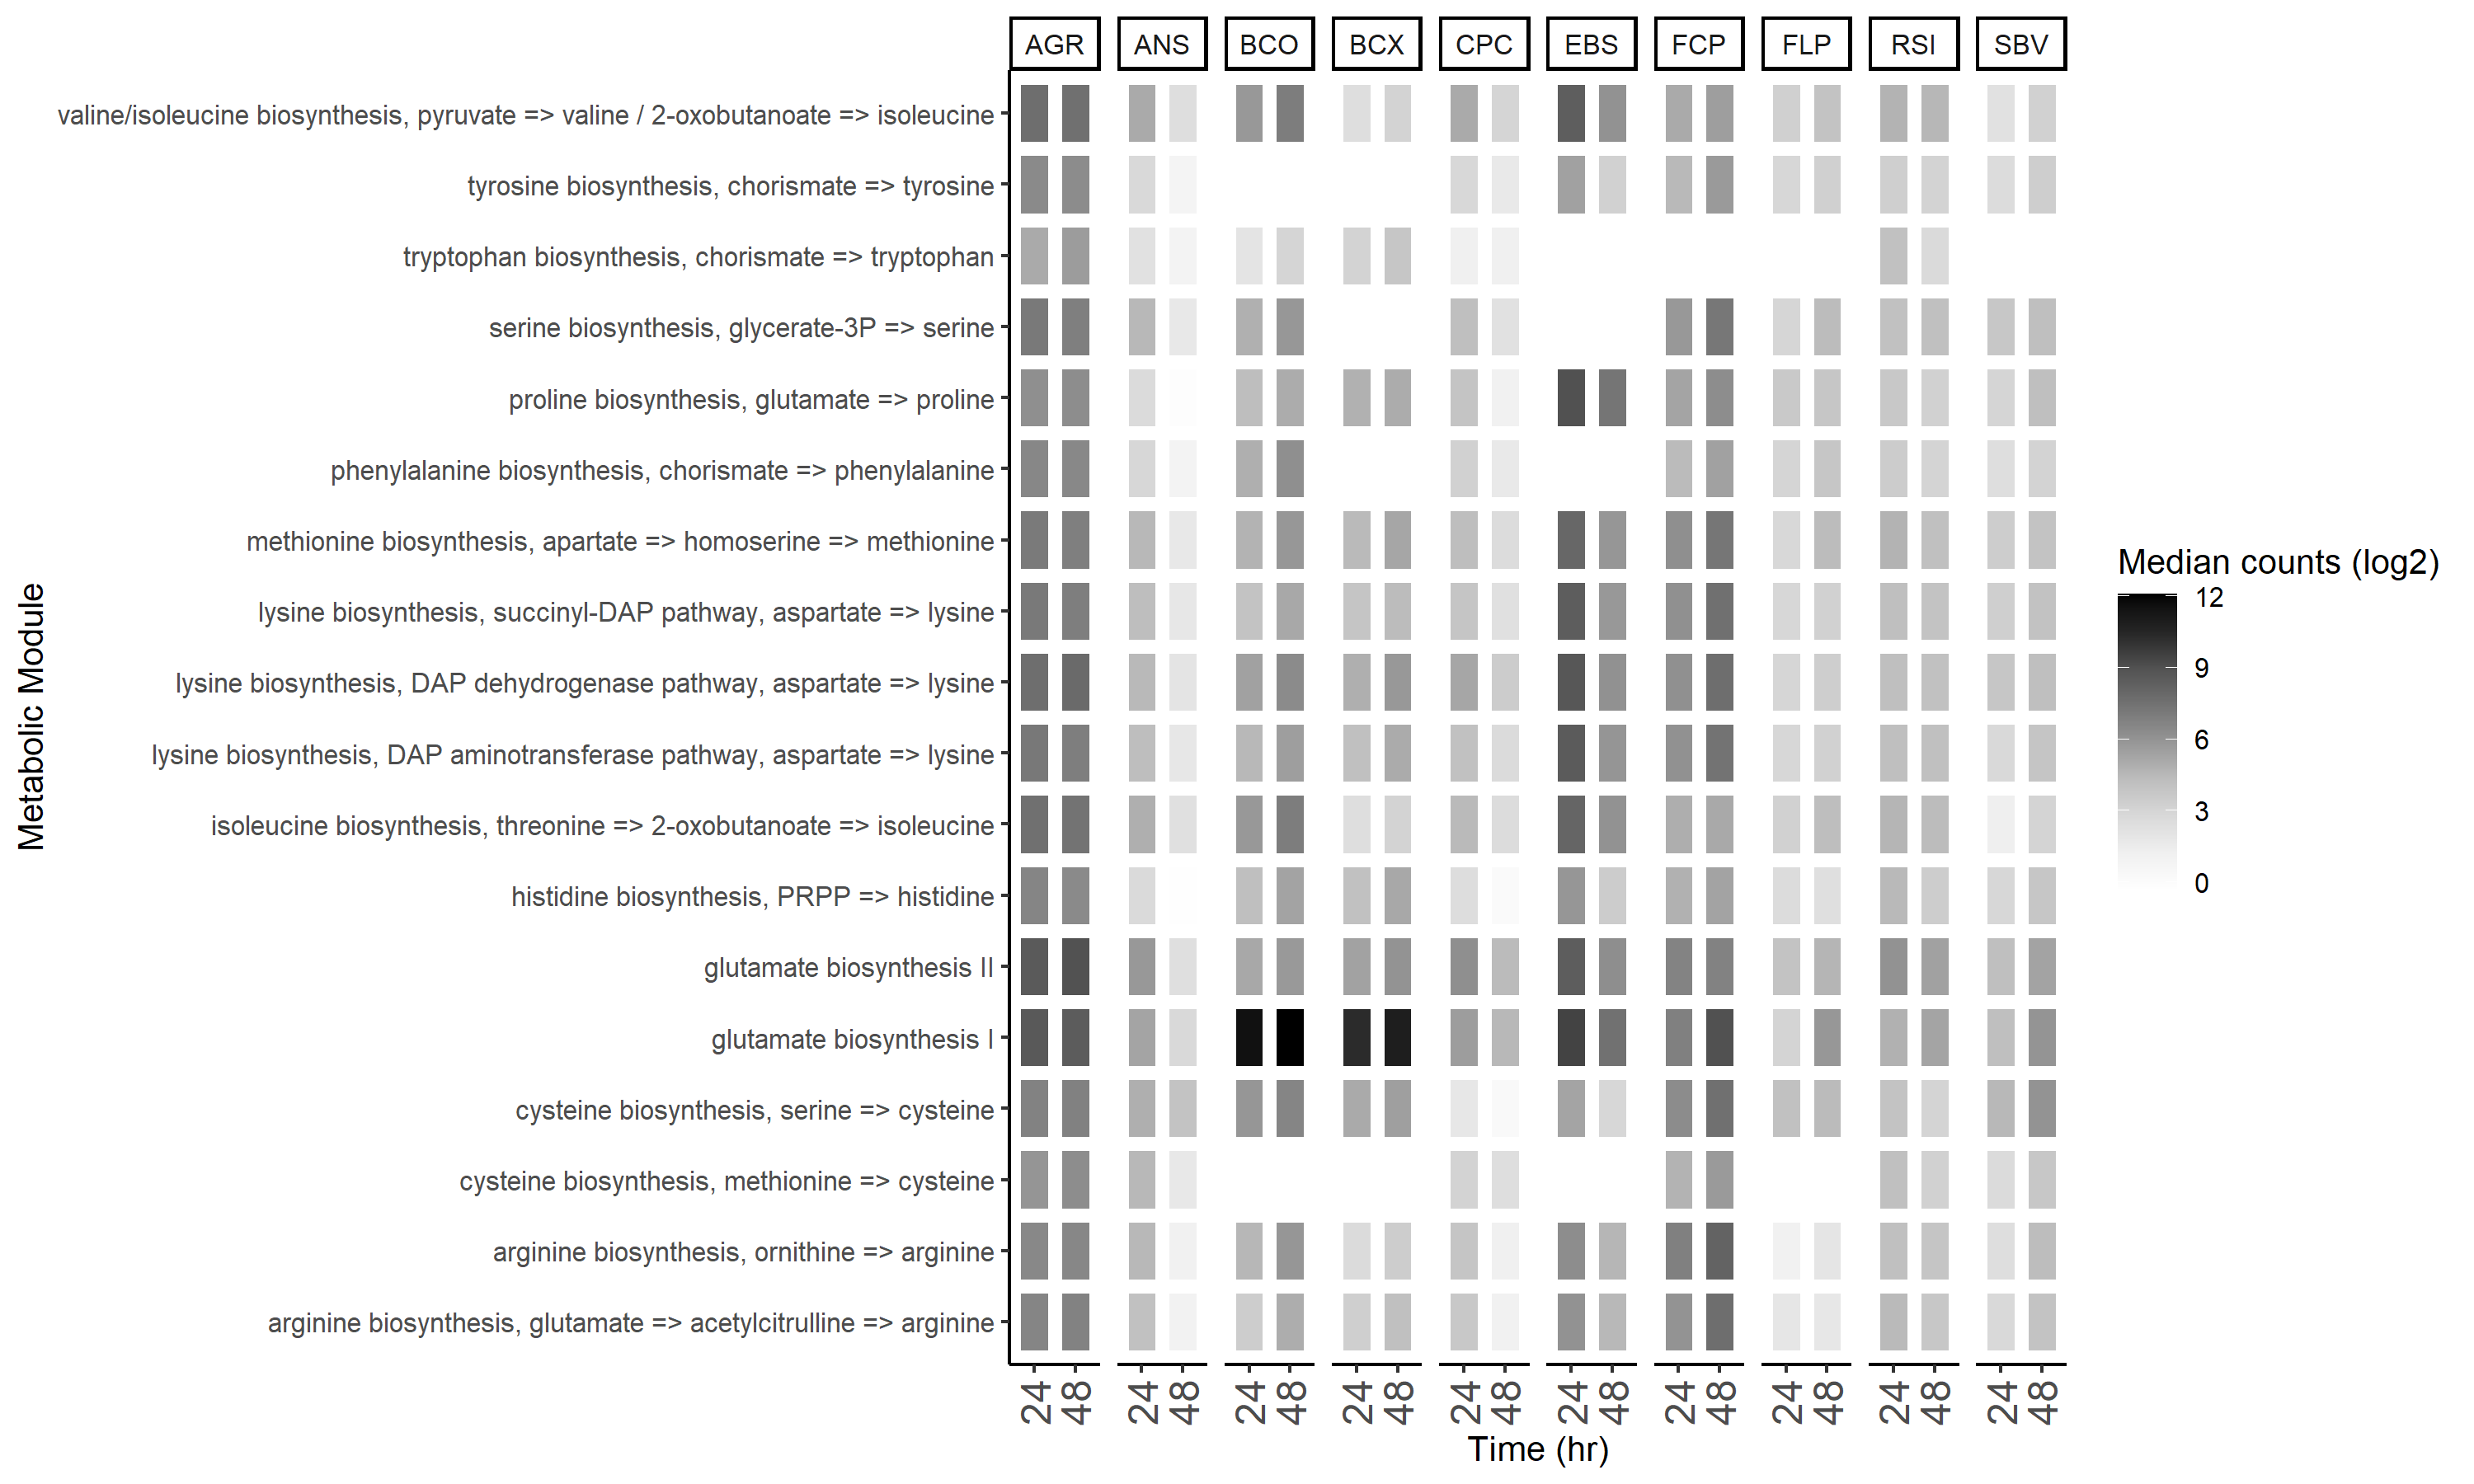 AGR ANS BCO BCX CPC EBS FCP FLP RSI SBV
valine/isoleucine biosynthesis, pyruvate => valine / 2-oxobutanoate => isoleucine
tyrosine biosynthesis, chorismate => tyrosine
tryptophan biosynthesis, chorismate => tryptophan
serine biosynthesis, glycerate-3P => serine
proline biosynthesis, glutamate => proline
phenylalanine biosynthesis, chorismate => phenylalanine
methionine biosynthesis, apartate => homoserine => methionine
lysine biosynthesis, succinyl-DAP pathway, aspartate => lysine
lysine biosynthesis, DAP dehydrogenase pathway, aspartate => lysine
lysine biosynthesis, DAP aminotransferase pathway, aspartate => lysine
isoleucine biosynthesis, threonine => 2-oxobutanoate => isoleucine
histidine biosynthesis, PRPP => histidine
glutamate biosynthesis II
glutamate biosynthesis I
cysteine biosynthesis, serine => cysteine
cysteine biosynthesis, methionine => cysteine
arginine biosynthesis, ornithine => arginine
arginine biosynthesis, glutamate => acetylcitrulline => arginine
Metabolic Module
24 48 24 48 24 48 24 48 24 48 24 48 24 48 24 48 24 48 24 48
Time (hr)
Median counts (log2)
12
9
6
3
0